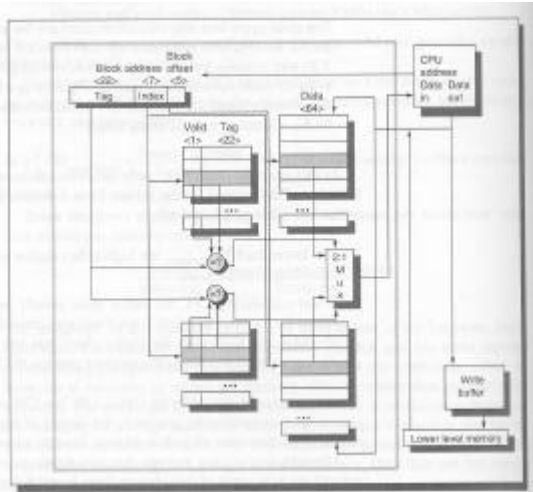 Block
Block address offset
<22> <7> <5>
Tag Index
CPU
address
Data Data
in out
Data
<64>
Valid Tag
<1> <22>
...
...
=?
2:1
M
u
x
=?
...
...
Write
buffer
Lower level memory